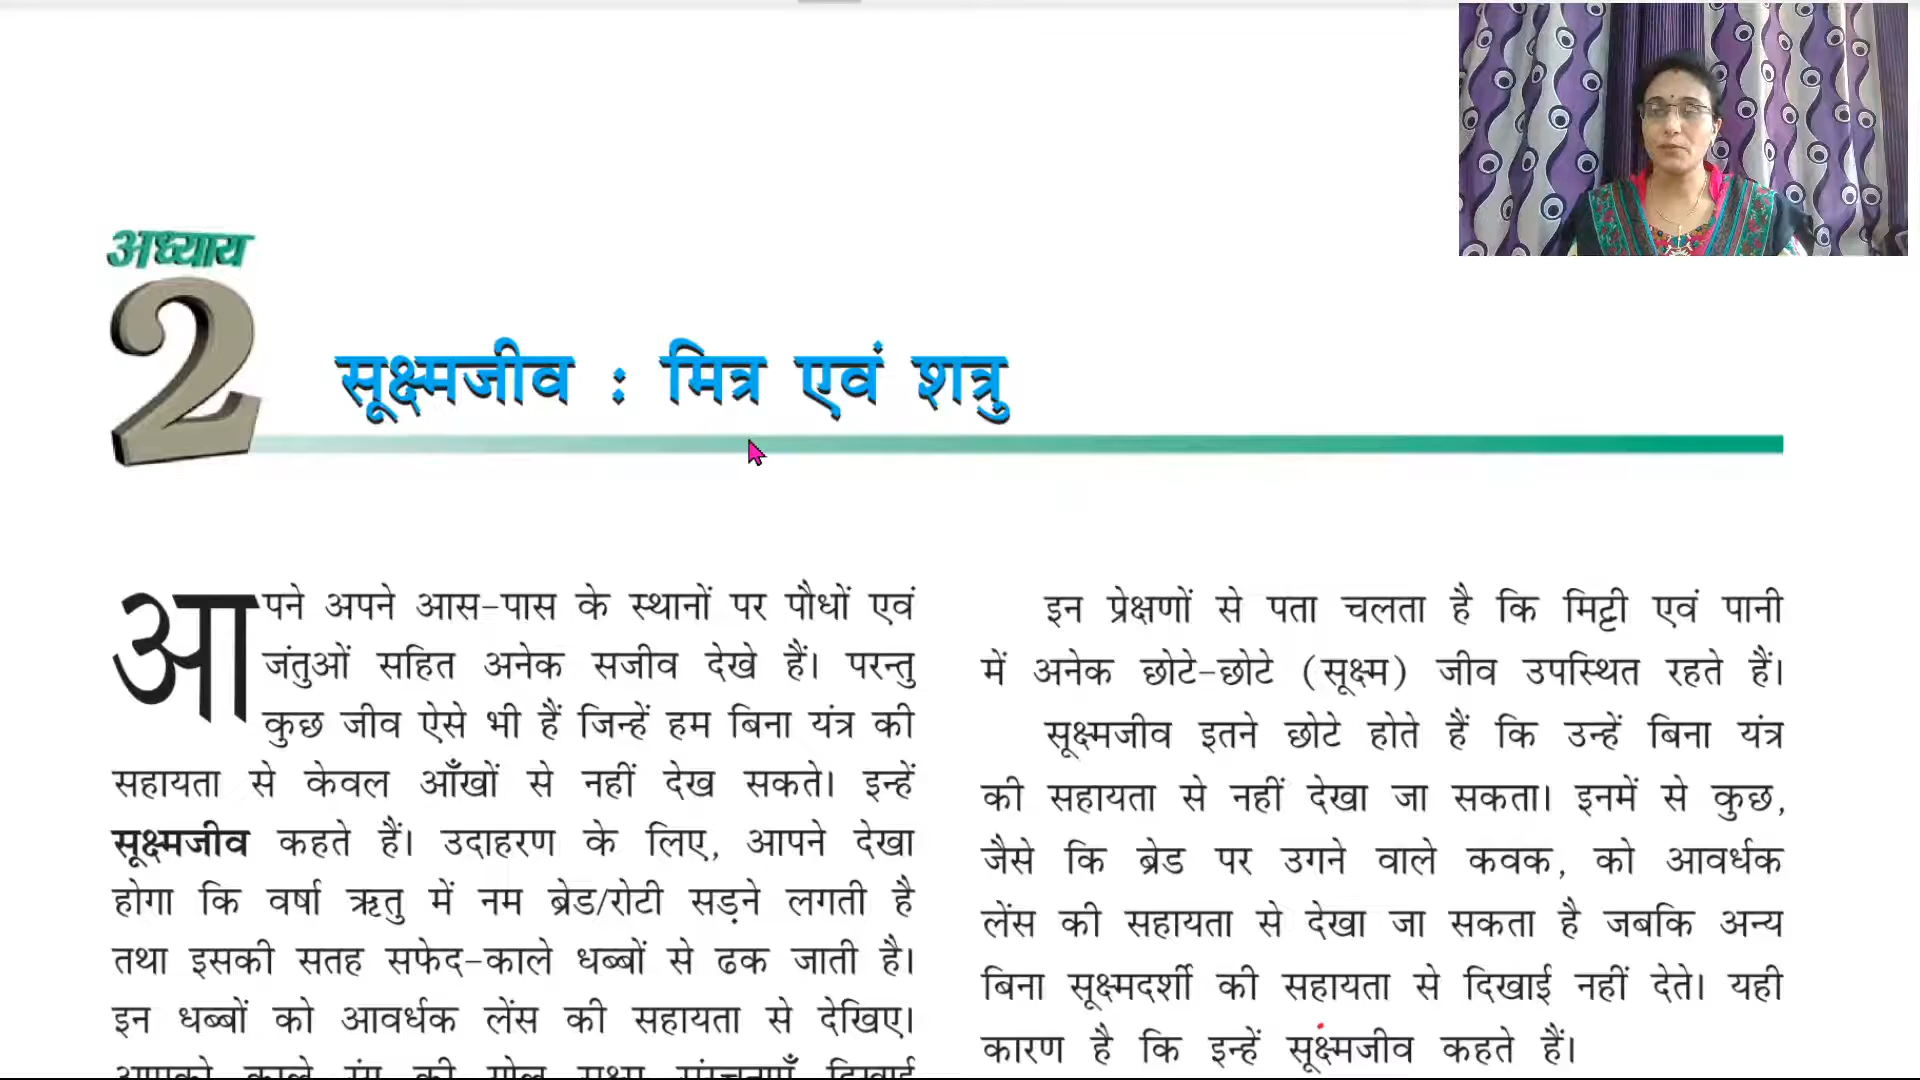 अध्याय
2
सूक्ष्मजीव : मित्र एवं शत्रु
आपने अपने आस-पास के स्थानों पर पौधों एवं
जंतुओं सहित अनेक सजीव देखे हैं। परन्तु
कुछ जीव ऐसे भी हैं जिन्हें हम बिना यंत्र की
सहायता से केवल आँखों से नहीं देख सकते। इन्हें
सूक्ष्मजीव कहते हैं। उदाहरण के लिए, आपने देखा
होगा कि वर्षा ऋतु में नम ब्रेड/रोटी सड़ने लगती है
तथा इसकी सतह सफेद-काले धब्बों से ढक जाती है।
इन धब्बों को आवर्धक लेंस की सहायता से देखिए।
आपको काले रंग की गोल सूक्ष्म संरचनाएँ दिखाई
इन प्रेक्षणों से पता चलता है कि मिट्टी एवं पानी
में अनेक छोटे-छोटे (सूक्ष्म) जीव उपस्थित रहते हैं।
सूक्ष्मजीव इतने छोटे होते हैं कि उन्हें बिना यंत्र
की सहायता से नहीं देखा जा सकता। इनमें से कुछ,
जैसे कि ब्रेड पर उगने वाले कवक, को आवर्धक
लेंस की सहायता से देखा जा सकता है जबकि अन्य
बिना सूक्ष्मदर्शी की सहायता से दिखाई नहीं देते। यही
कारण है कि इन्हें सूक्ष्मजीव कहते हैं।